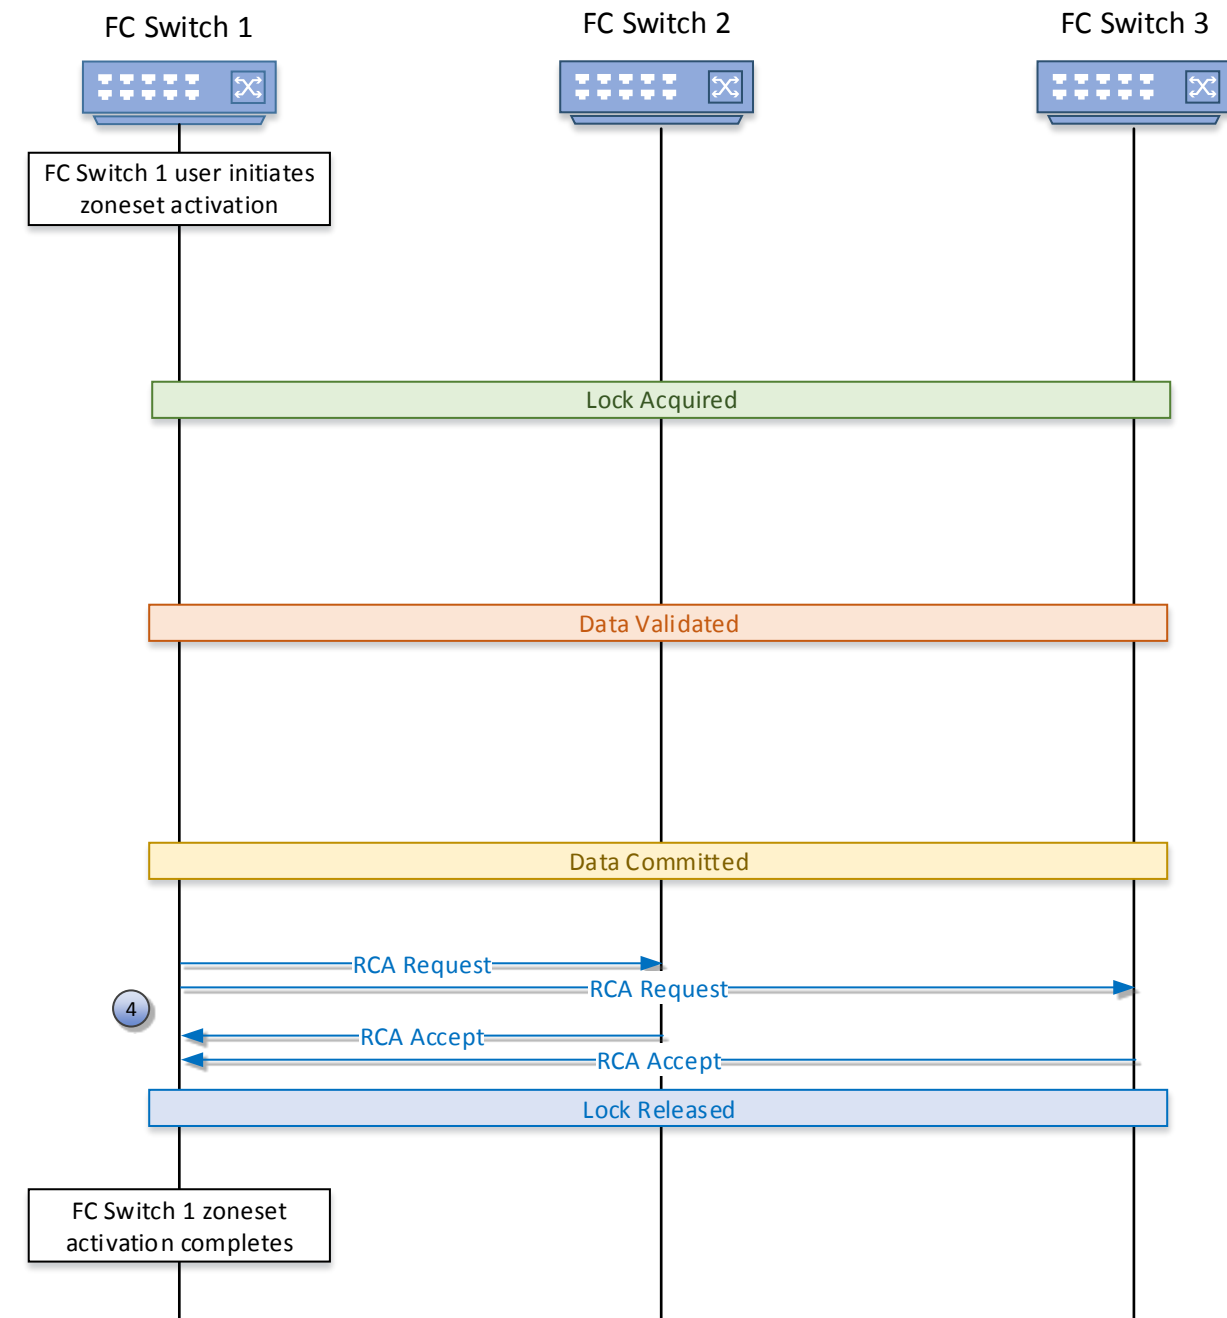 FC Switch 1
FC Switch 2
FC Switch 3
FC Switch 1 user initiates
zoneset activation
Lock Acquired
Data Validated
Data Committed
RCA Request
RCA Request
4
RCA Accept
RCA Accept
Lock Released
FC Switch 1 zoneset
activation completes